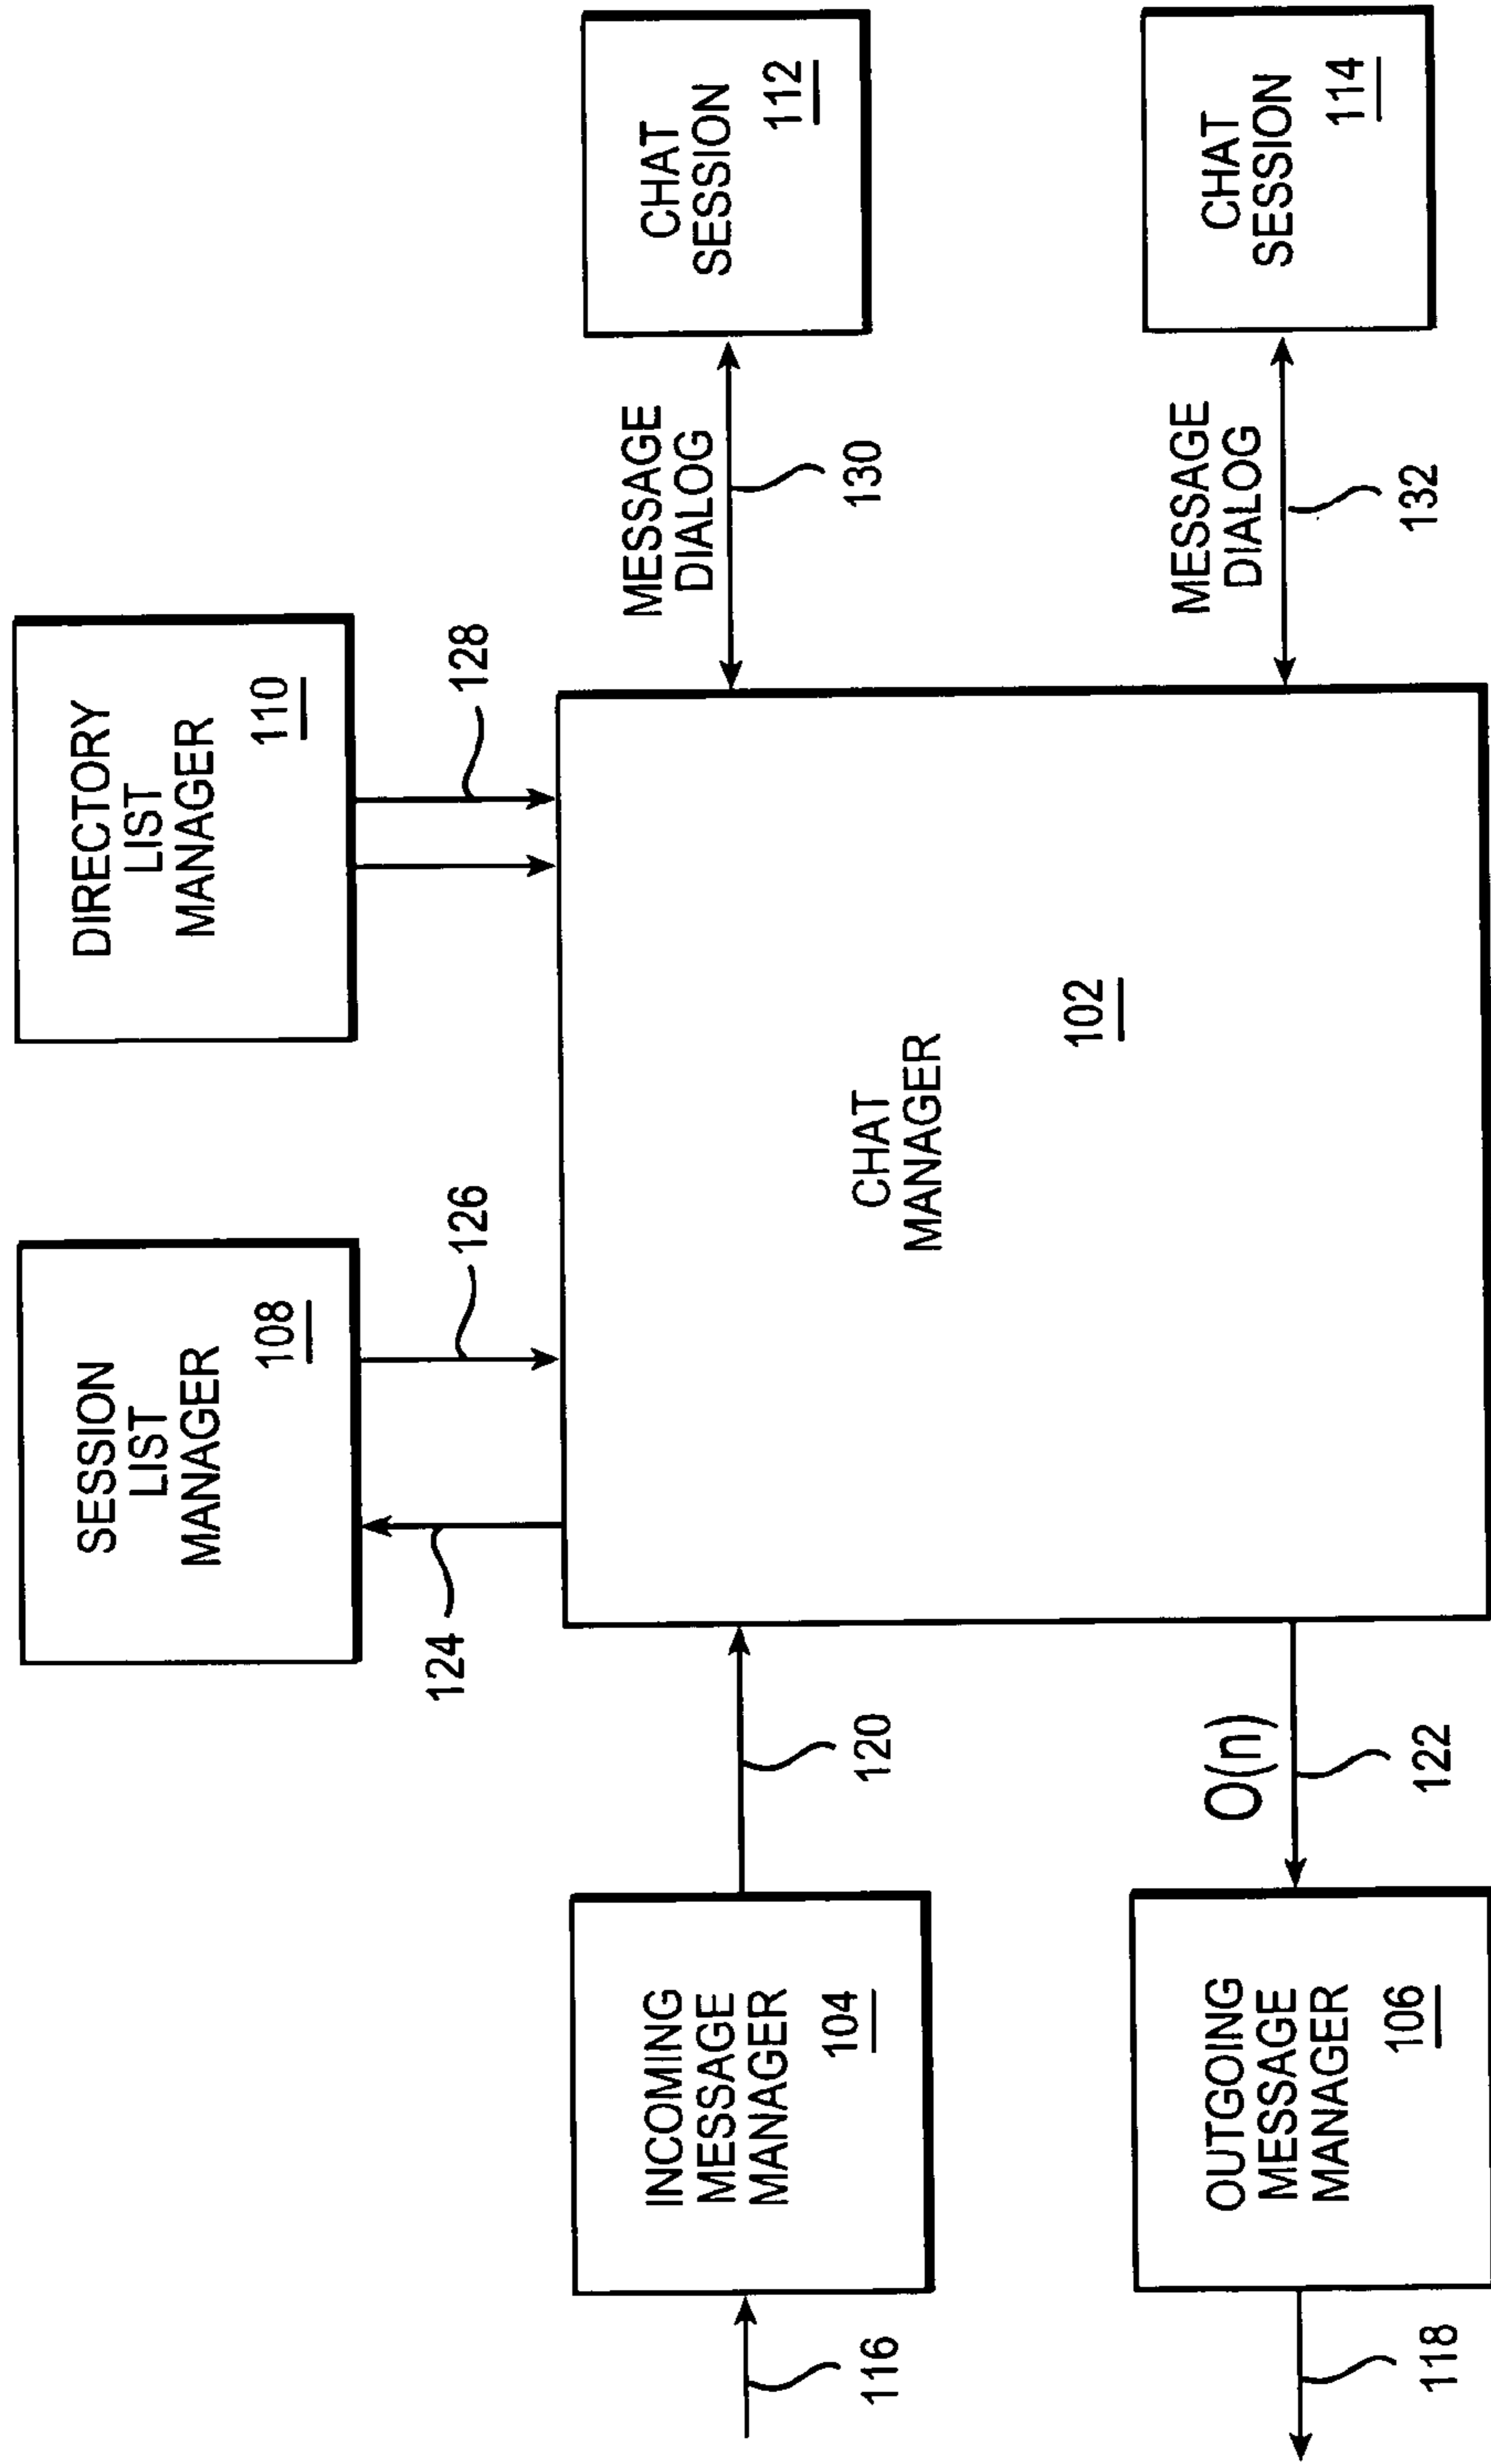 SESSION
LIST
MANAGER
108
DIRECTORY
LIST
MANAGER
110
124
126
128
INCOMING
MESSAGE
MANAGER
104
116
120
CHAT
MANAGER
102
MESSAGE
DIALOG
130
CHAT
SESSION
112
OUTGOING
MESSAGE
MANAGER
106
118
O(n)
122
MESSAGE
DIALOG
132
CHAT
SESSION
114